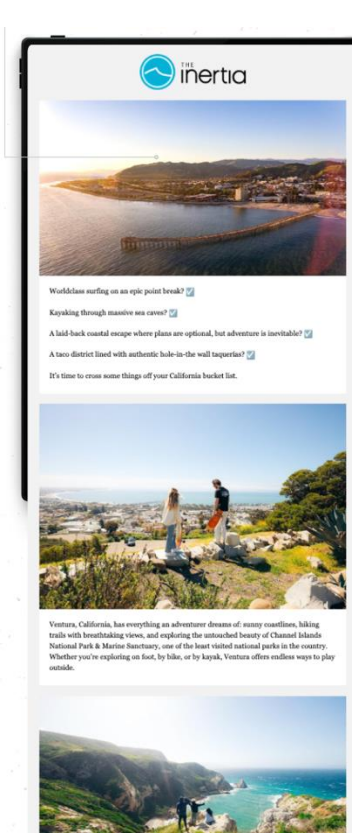 THE
inertia
Worldclass surfing on an epic point break? ☑
Kayaking through massive sea caves? ☑
A laid-back coastal escape where plans are optional, but adventure is inevitable? ☑
A taco district lined with authentic hole-in-the wall taquerias? ☑
It's time to cross some things off your California bucket list.
Ventura, California, has everything an adventurer dreams of: sunny coastlines, hiking
trails with breathtaking views, and exploring the untouched beauty of Channel Islands
National Park & Marine Sanctuary, one of the least visited national parks in the country.
Whether you're exploring on foot, by bike, or by kayak, Ventura offers endless ways to play
outside.